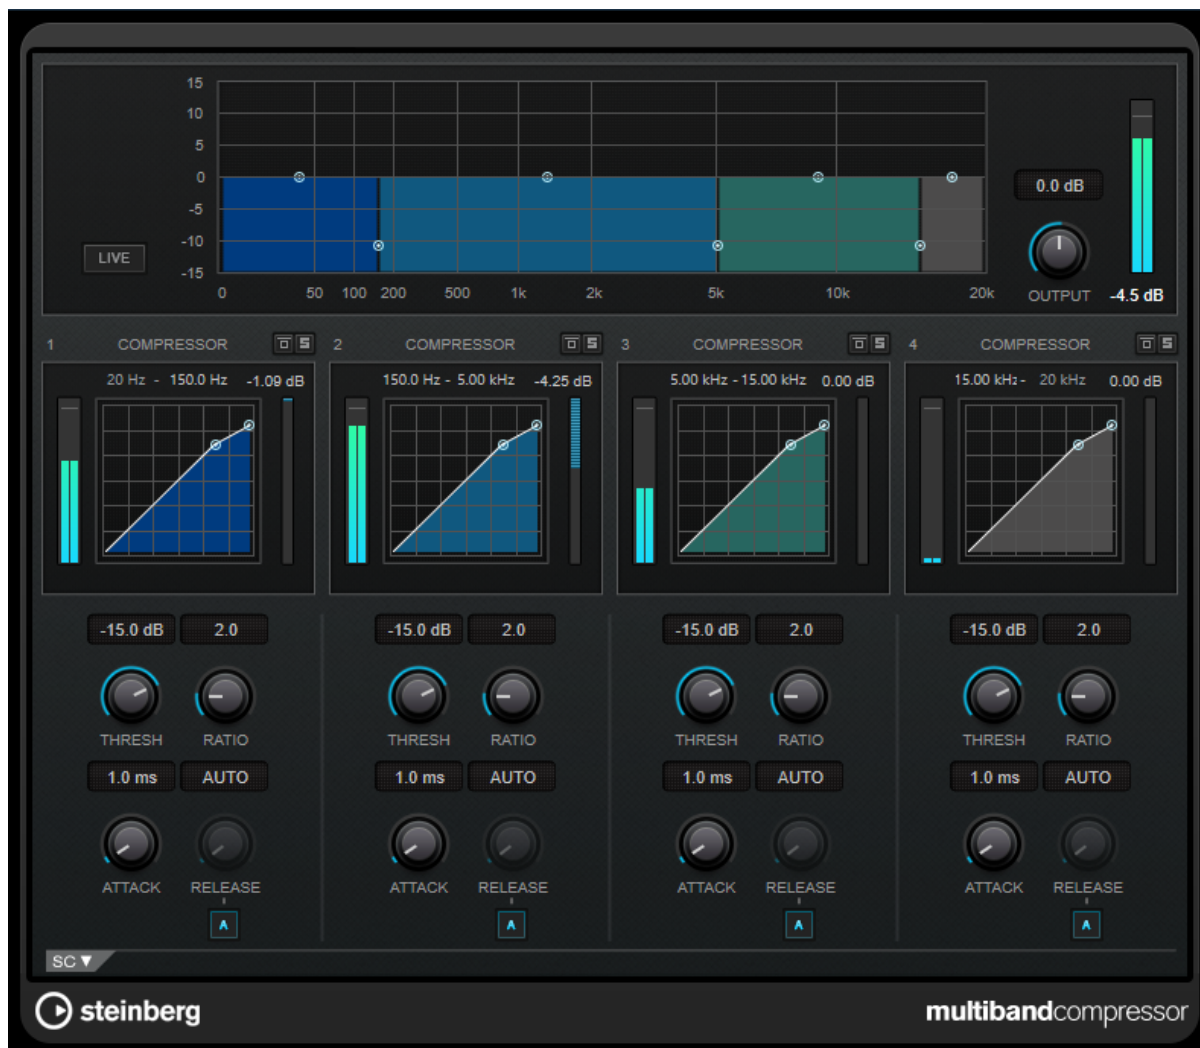 15
10
5
0
-5
-10
-15
LIVE
0.0 dB
0 50 100 200 500 1k 2k 5k 10k 20k
OUTPUT -4.5 dB
1 COMPRESSOR S 2 COMPRESSOR S 3 COMPRESSOR S 4 COMPRESSOR S
20 Hz - 150.0 Hz -1.09 dB 150.0 Hz - 5.00 kHz -4.25 dB 5.00 kHz - 15.00 kHz 0.00 dB 15.00 kHz - 20 kHz 0.00 dB
-15.0 dB 2.0 -15.0 dB 2.0 -15.0 dB 2.0 -15.0 dB 2.0
THRESH RATIO THRESH RATIO THRESH RATIO THRESH RATIO
1.0 ms AUTO 1.0 ms AUTO 1.0 ms AUTO 1.0 ms AUTO
ATTACK RELEASE ATTACK RELEASE ATTACK RELEASE ATTACK RELEASE
A A A A
SC▼
steinberg multibandcompressor